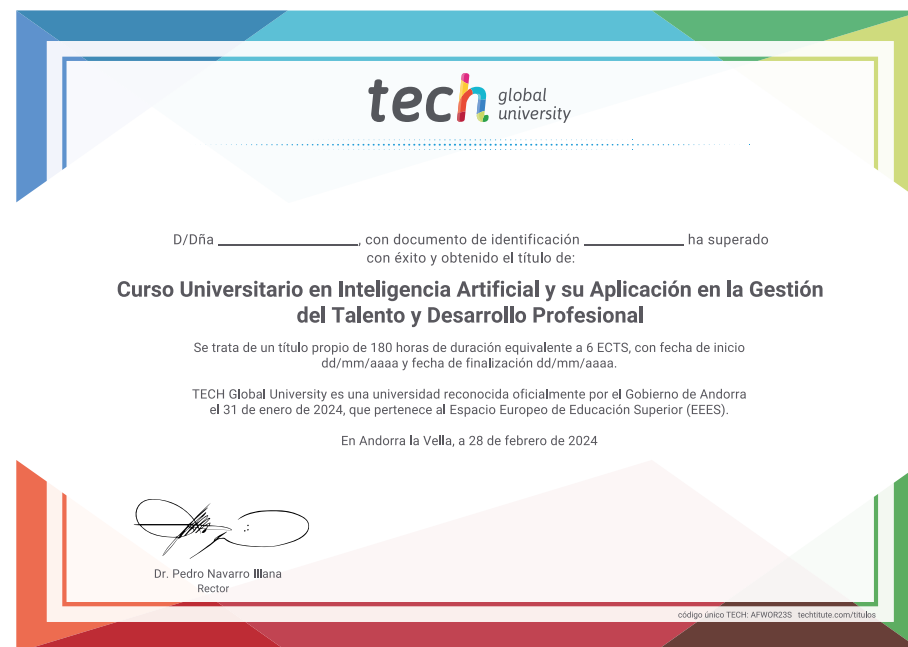 tech global
university
D/Dña ____________________, con documento de identificación ______________ ha superado
con éxito y obtenido el título de:
Curso Universitario en Inteligencia Artificial y su Aplicación en la Gestión
del Talento y Desarrollo Profesional
Se trata de un título propio de 180 horas de duración equivalente a 6 ECTS, con fecha de inicio
dd/mm/aaaa y fecha de finalización dd/mm/aaaa.
TECH Global University es una universidad reconocida oficialmente por el Gobierno de Andorra
el 31 de enero de 2024, que pertenece al Espacio Europeo de Educación Superior (EEES).
En Andorra la Vella, a 28 de febrero de 2024
Dr. Pedro Navarro Illana
Rector
código único TECH: AFWOR23S techtitute.com/titulos